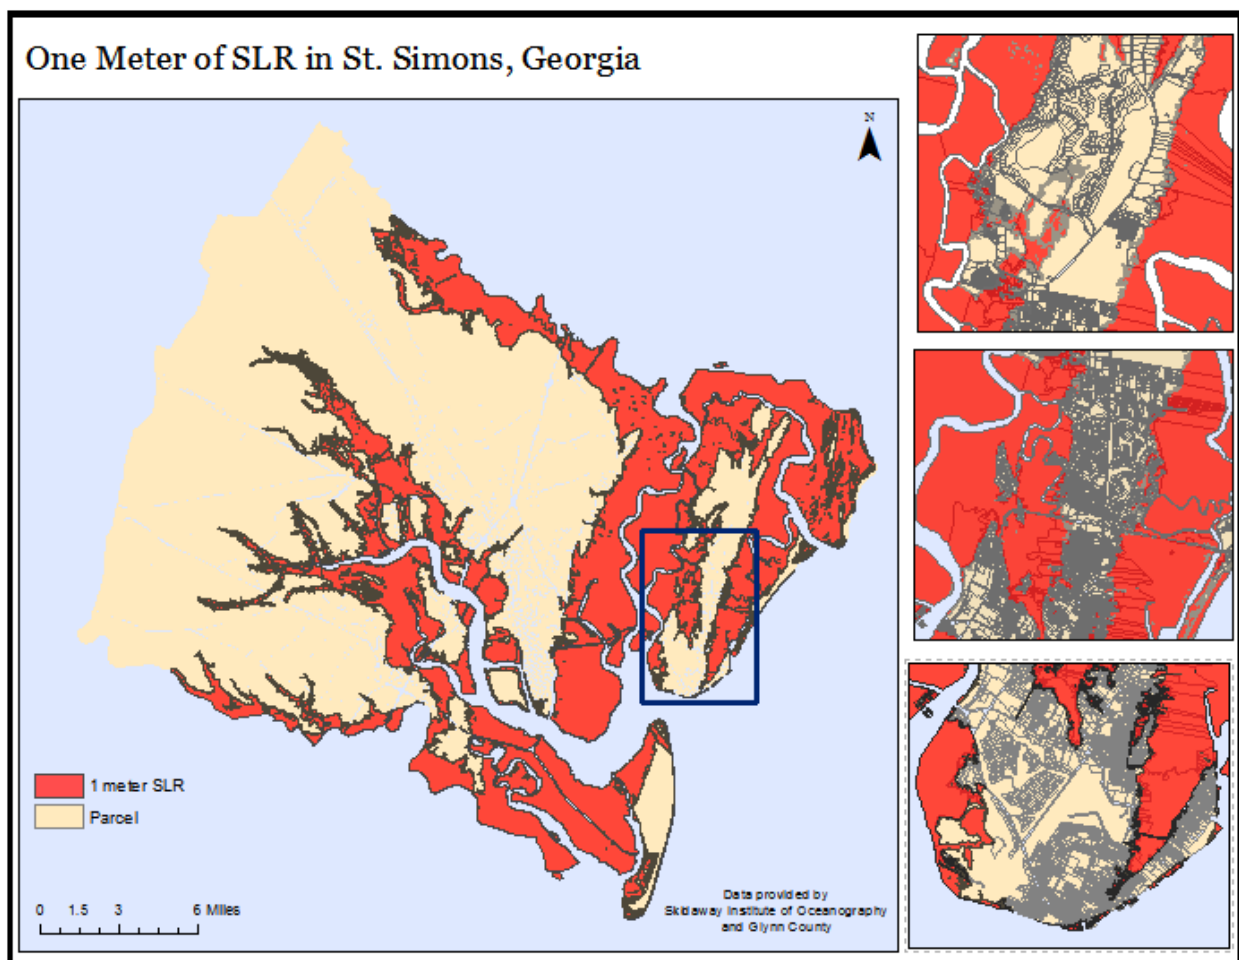 One Meter of SLR in St. Simons, Georgia
N
1 meter SLR
Parcel
0 1.5 3 6 Miles
Data provided by
Skidaway Institute of Oceanography
and Glynn County